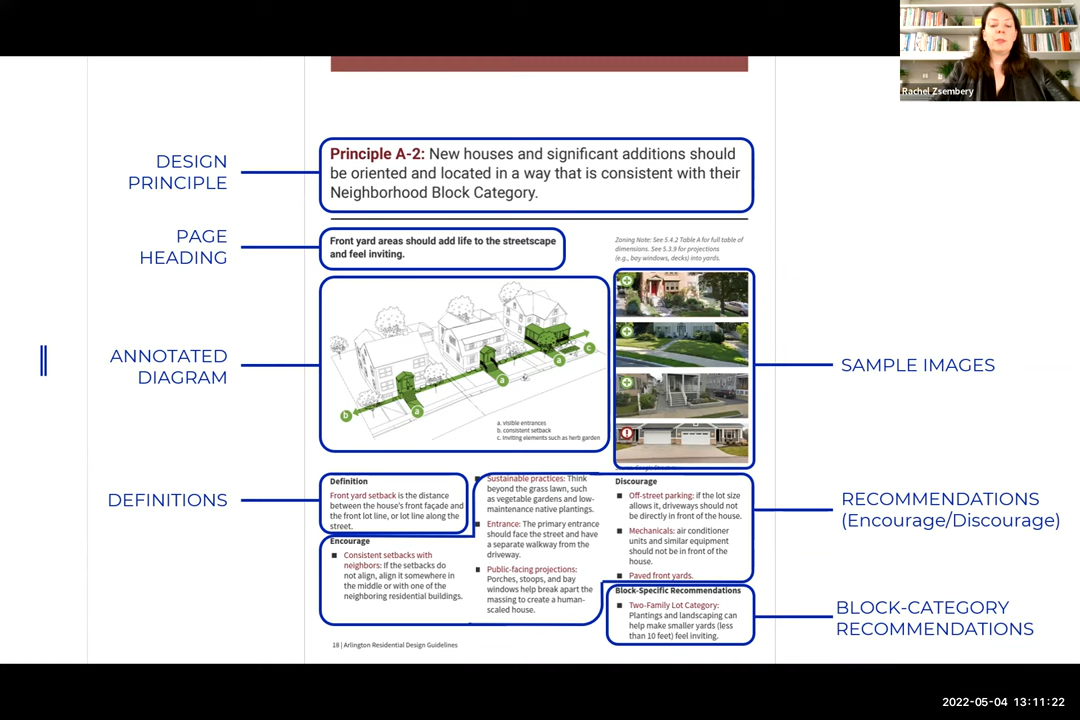 Rachel Zsembery
DESIGN
PRINCIPLE
Principle A-2: New houses and significant additions should
be oriented and located in a way that is consistent with their
Neighborhood Block Category.
PAGE
HEADING
Front yard areas should add life to the streetscape
and feel inviting.
Zoning Note: See 5.4.2 Table A for full table of
dimensions. See 5.3.9 for projections
(e.g., bay windows, decks) into yards.
ANNOTATED
DIAGRAM
a
a
a
b
c
a. visible entrances
b. consistent setback
c. inviting elements such as herb garden
SAMPLE IMAGES
DEFINITIONS
Definition
Front yard setback is the distance
between the house's front façade and
the front lot line, or lot line along the
street.
Encourage
Consistent setbacks with
neighbors: If the setbacks do
not align, align it somewhere in
the middle or with one of the
neighboring residential buildings.
Sustainable practices: Think
beyond the grass lawn, such
as vegetable gardens and low-
maintenance native plantings.
Entrance: The primary entrance
should face the street and have
a separate walkway from the
driveway.
Public-facing projections:
Porches, stoops, and bay
windows help break apart the
massing to create a human-
scaled house.
Discourage
Off-street parking: if the lot size
allows it, driveways should not
be directly in front of the house.
Mechanicals: air conditioner
units and similar equipment
should not be in front of the
house.
Paved front yards.
Block-Specific Recommendations
Two-Family Lot Category:
Plantings and landscaping can
help make smaller yards (less
than 10 feet) feel inviting.
RECOMMENDATIONS
(Encourage/Discourage)
BLOCK-CATEGORY
RECOMMENDATIONS
18 | Arlington Residential Design Guidelines
2022-05-04 13:11:22